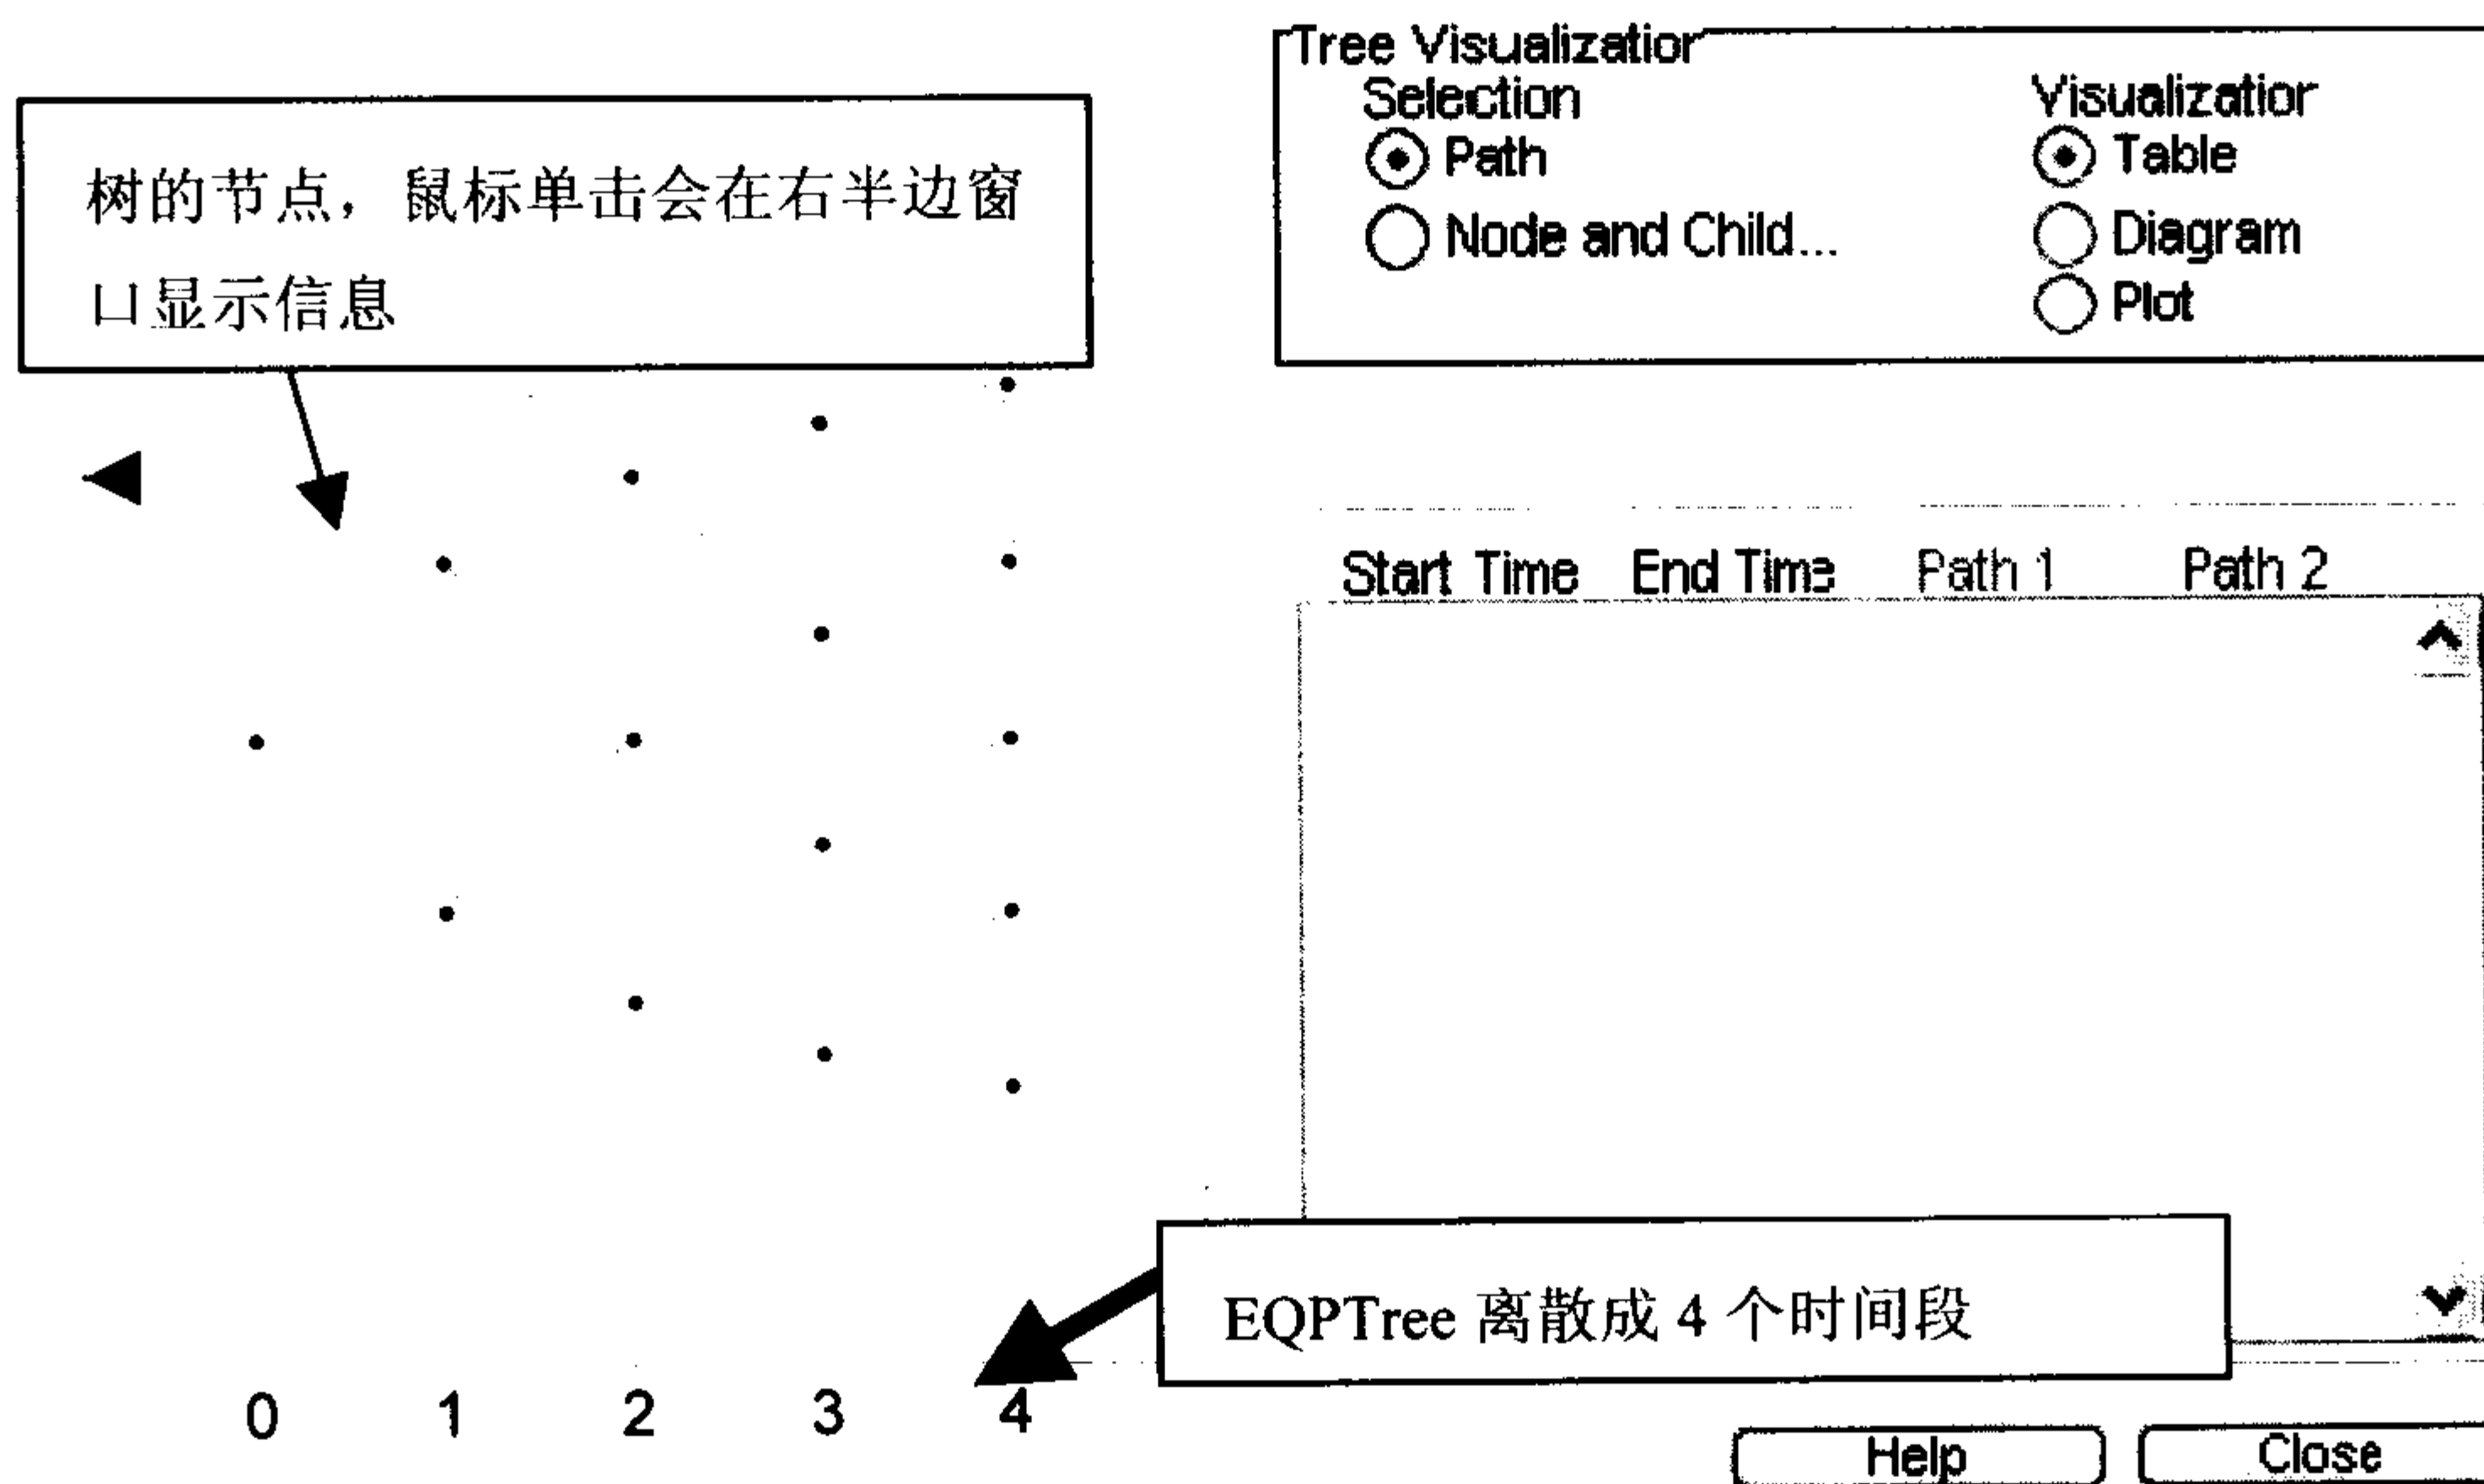 Tree Visualizatior
Selection
Visualizatior
Path
Table
Node and Child...
Diagram
Plot
树的节点，鼠标单击会在右半边窗
口显示信息
Start Time End Time Path 1 Path 2
EQPTree 离散成 4 个时间段
0 1 2 3 4
Help Close